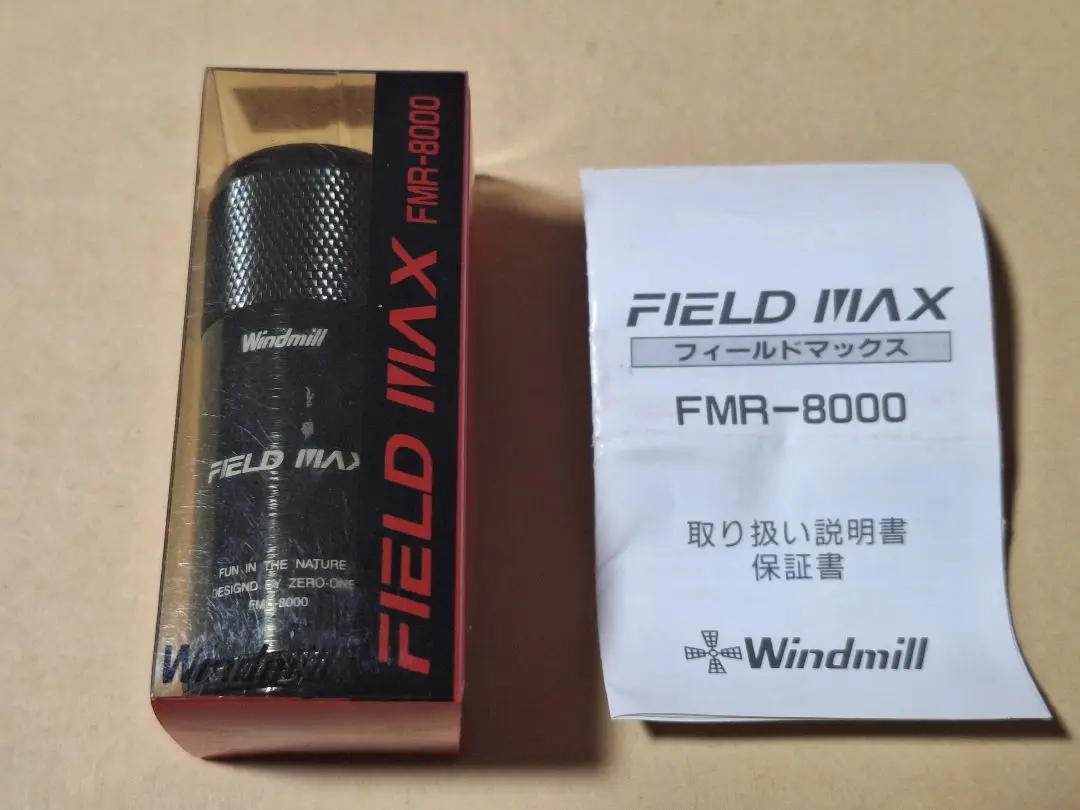 FIELD MAX FMR-8000
Windmill
FIELD MAX
FUN IN THE NATURE
DESIGND BY ZERO-ONE
FMR-8000
Windmill
FIELD MAX
フィールドマックス
FMR-8000
取り扱い説明書
保証書
Windmill